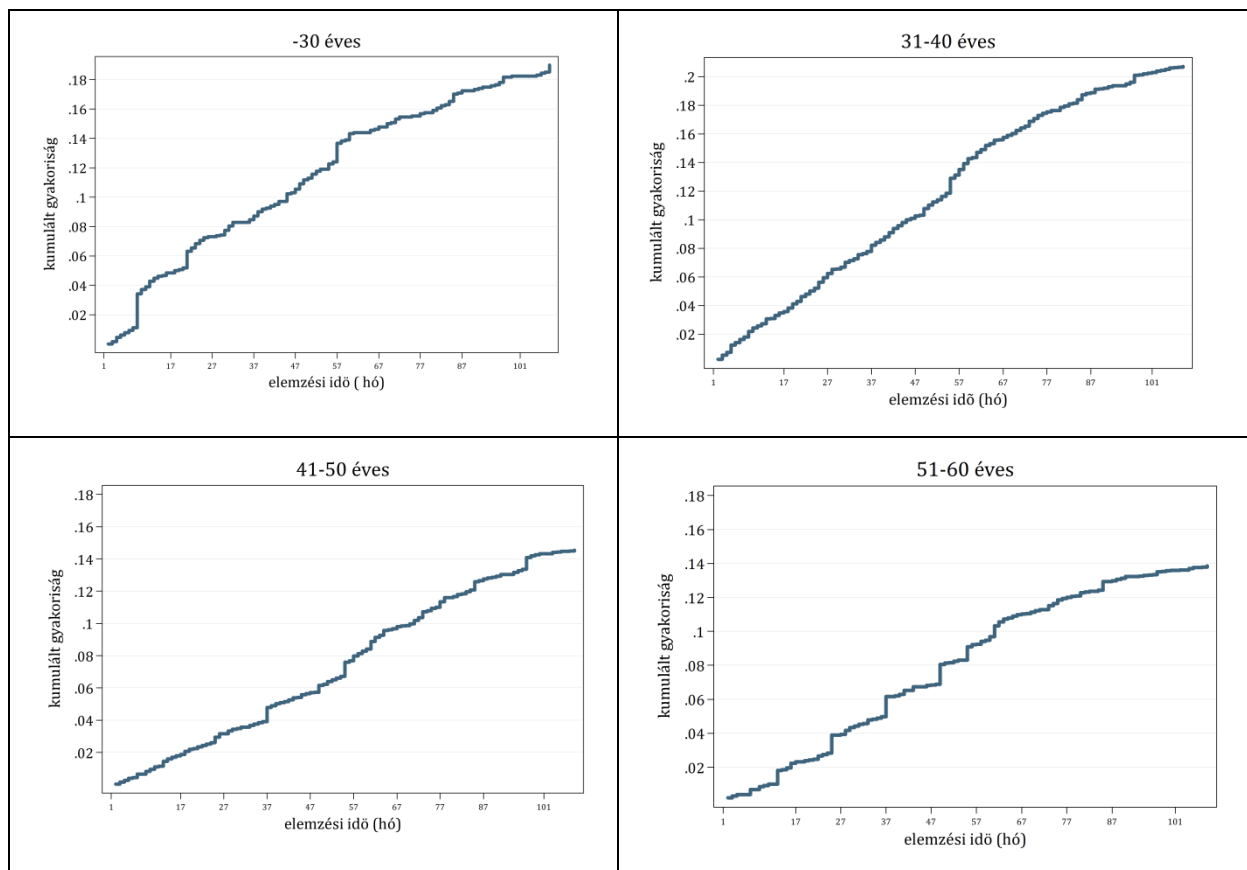 -30 éves
kumulált gyakoriság
.18
.16
.14
.12
.1
.08
.06
.04
.02
1 17 27 37 47 57 67 77 87 101
elemzési idö ( hó)
31-40 éves
kumulált gyakoriság
.2
.18
.16
.14
.12
.1
.08
.06
.04
.02
1 17 27 37 47 57 67 77 87 101
elemzési idõ (hó)
41-50 éves
kumulált gyakoriság
.18
.16
.14
.12
.1
.08
.06
.04
.02
1 17 27 37 47 57 67 77 87 101
elemzési idö (hó)
51-60 éves
kumulált gyakoriság
.18
.16
.14
.12
.1
.08
.06
.04
.02
1 17 27 37 47 57 67 77 87 101
elemzési idö (hó)